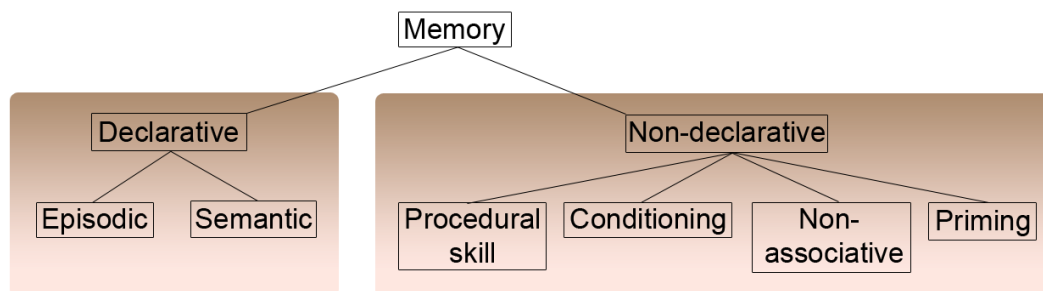 Memory
Declarative
Non-declarative
Episodic
Semantic
Procedural
skill
Conditioning
Non-
associative
Priming